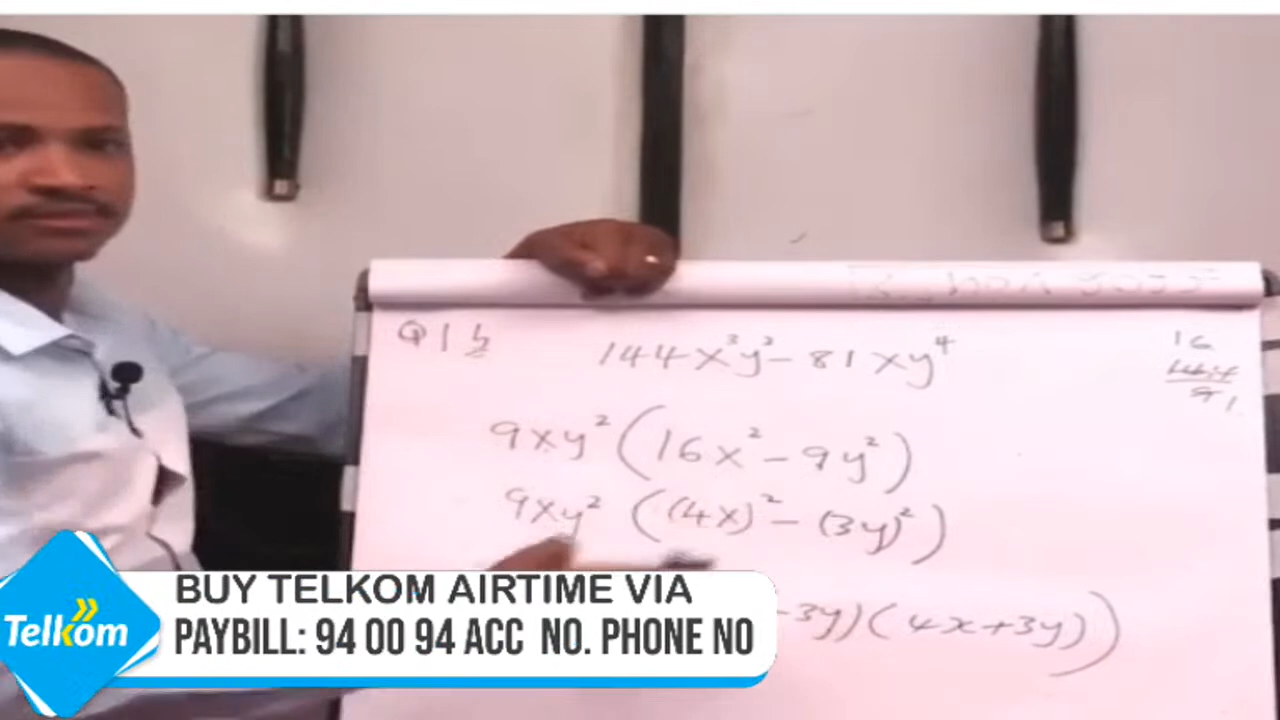 Q1b
144x³y² - 81xy⁴
16
9xy²(16x² - 9y²)
9xy²((4x)² - (3y)²)
- 3y)(4x+3y))
Telkom
BUY TELKOM AIRTIME VIA
PAYBILL: 94 00 94 ACC NO. PHONE NO